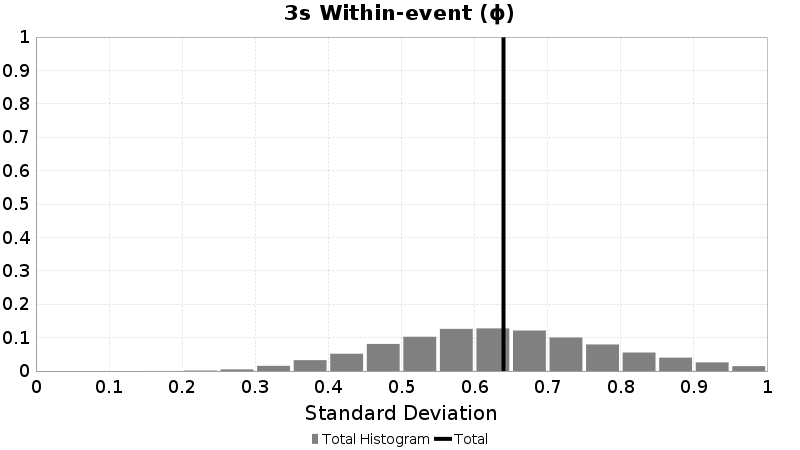 3s Within-event (ϕ)
1
0.9
0.8
0.7
0.6
0.5
0.4
0.3
0.2
0.1
0
0 0.1 0.2 0.3 0.4 0.5 0.6 0.7 0.8 0.9 1
Standard Deviation
Total Histogram Total